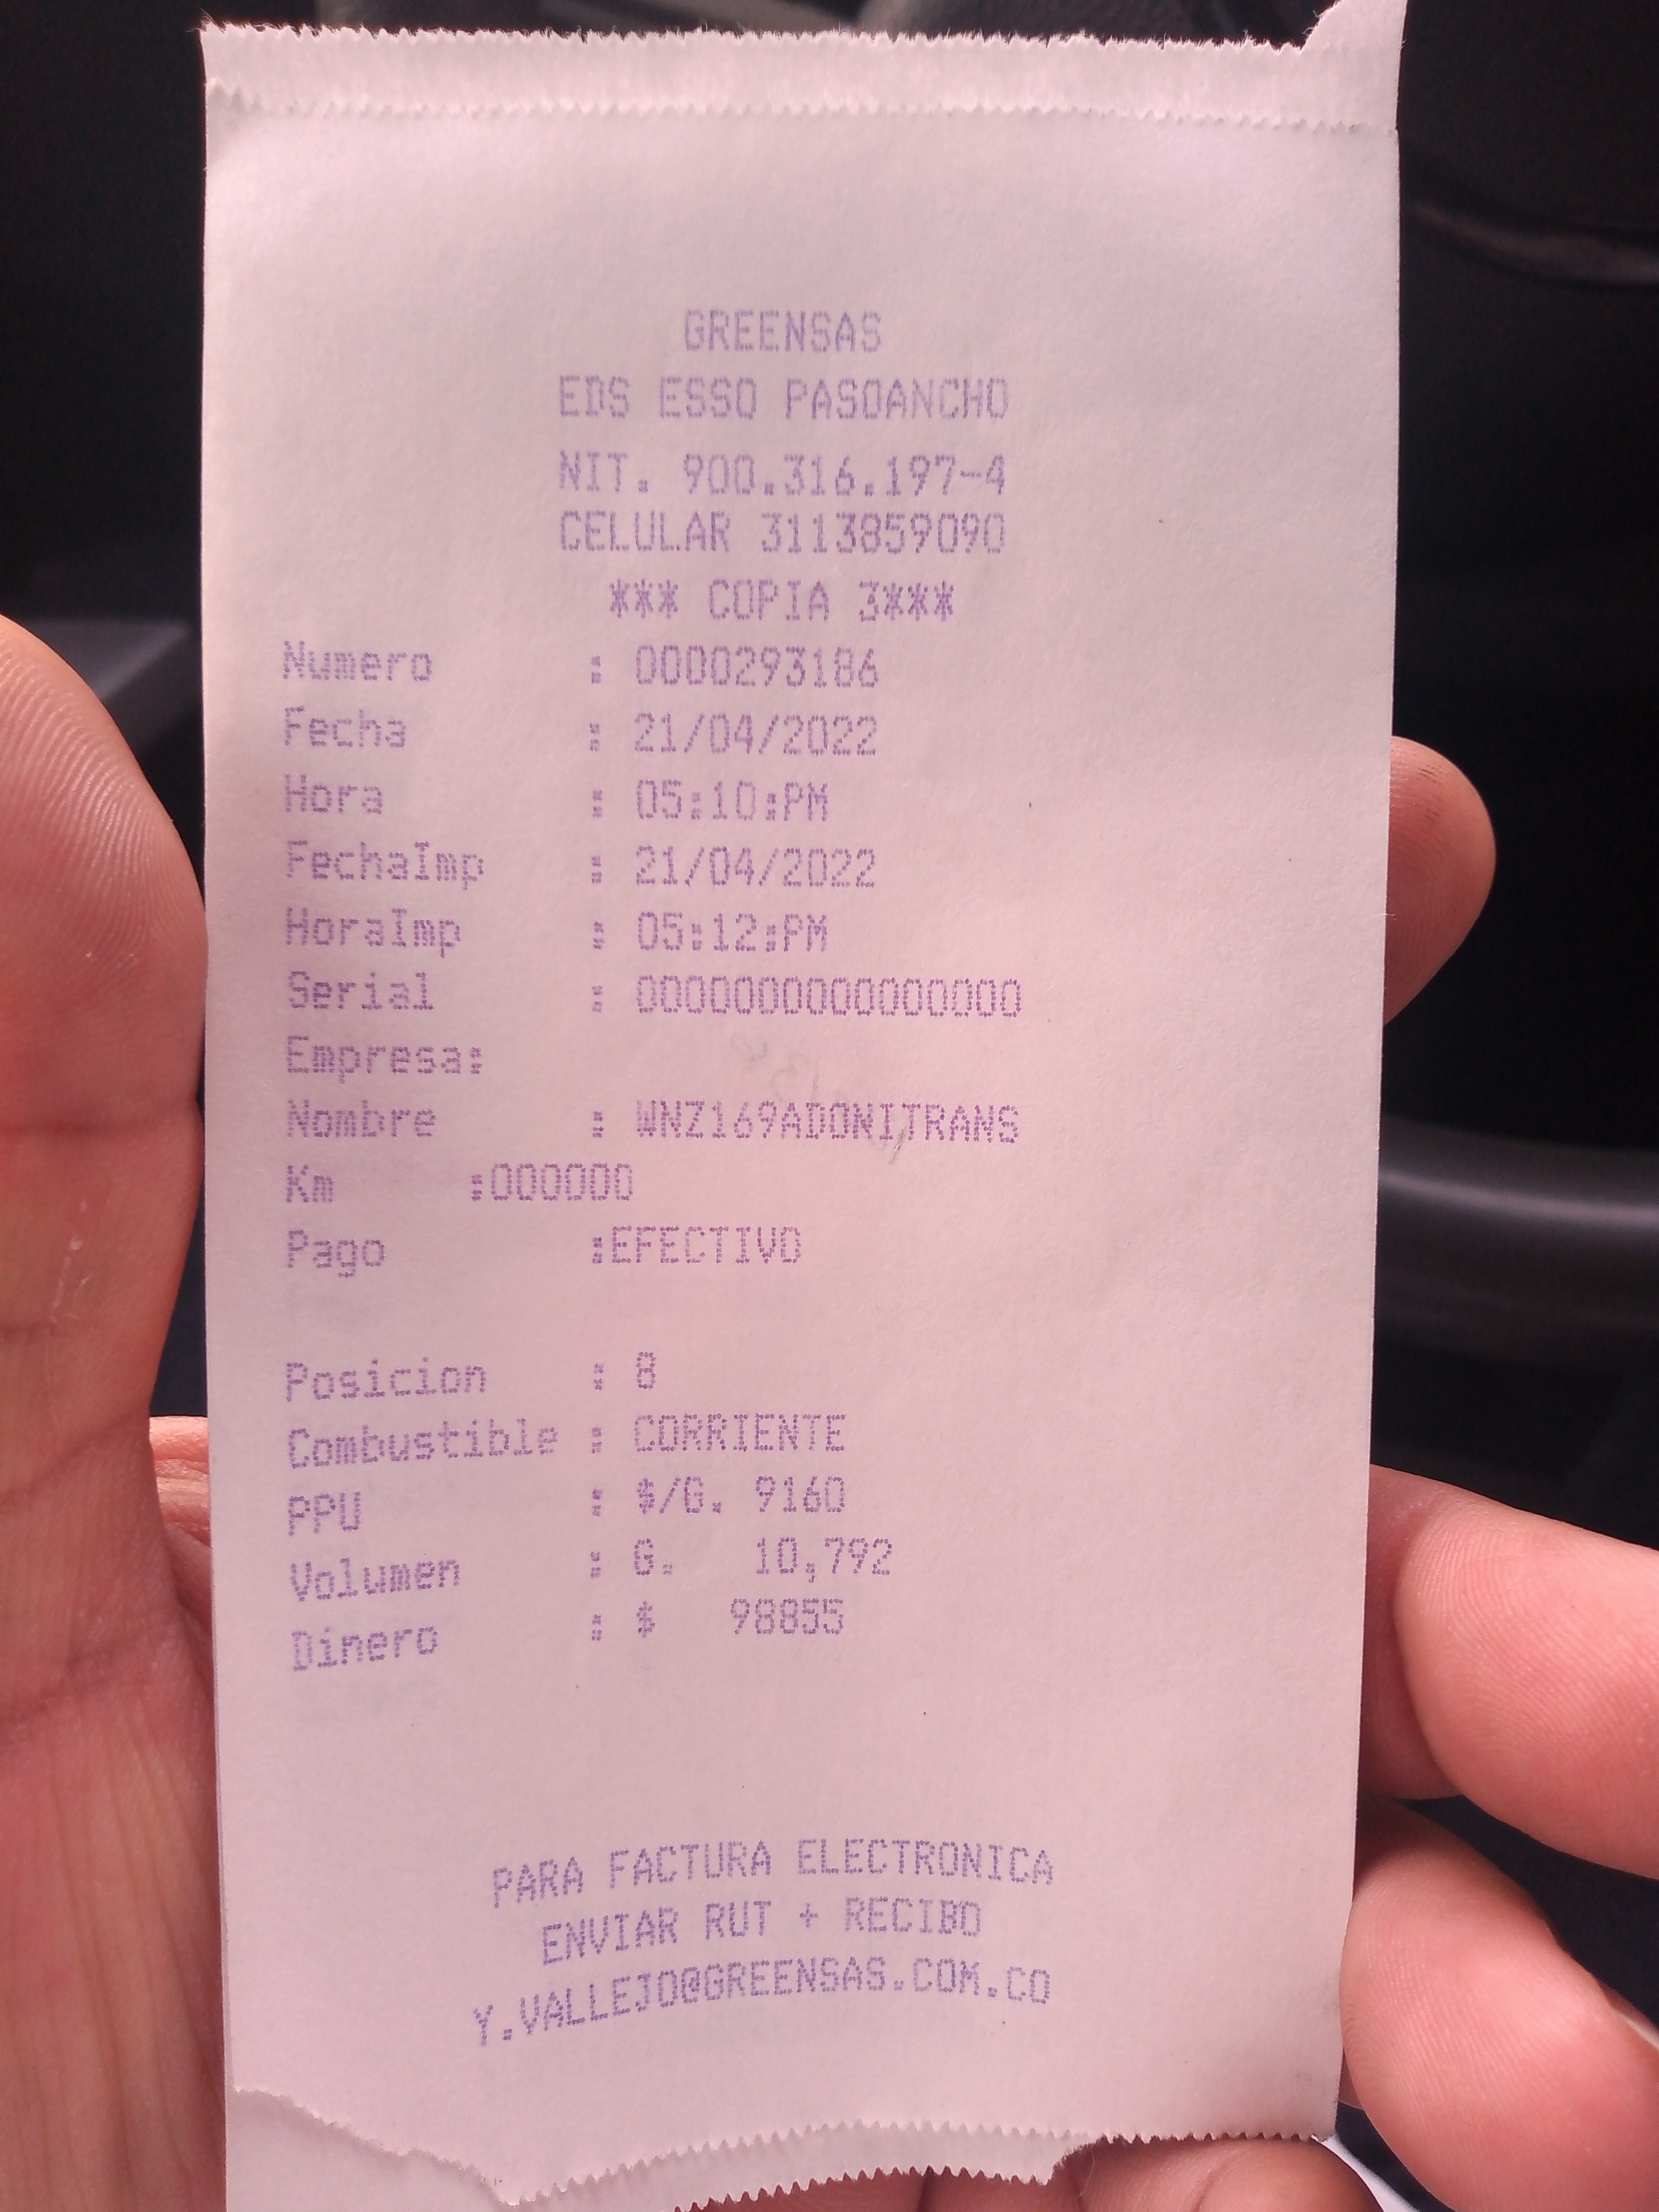 GREENSAS
EDS ESSO PASOANCHO
NIT. 900.316.197-4
CELULAR 3113859090
*** COPIA 3***
Numero : 0000293186
Fecha : 21/04/2022
Hora : 05:10:PM
FechaImp : 21/04/2022
HoraImp : 05:12:PM
Serial : 0000000000000000
Empresa:
Nombre : WNZ169ADONITRANS
Km :000000
Pago :EFECTIVO
Posicion : 8
Combustible : CORRIENTE
PPU : $/G. 9160
Volumen : G. 10,792
Dinero : $ 98855
PARA FACTURA ELECTRONICA
ENVIAR RUT + RECIBO
Y.VALLEJO@GREENSAS.COM.CO